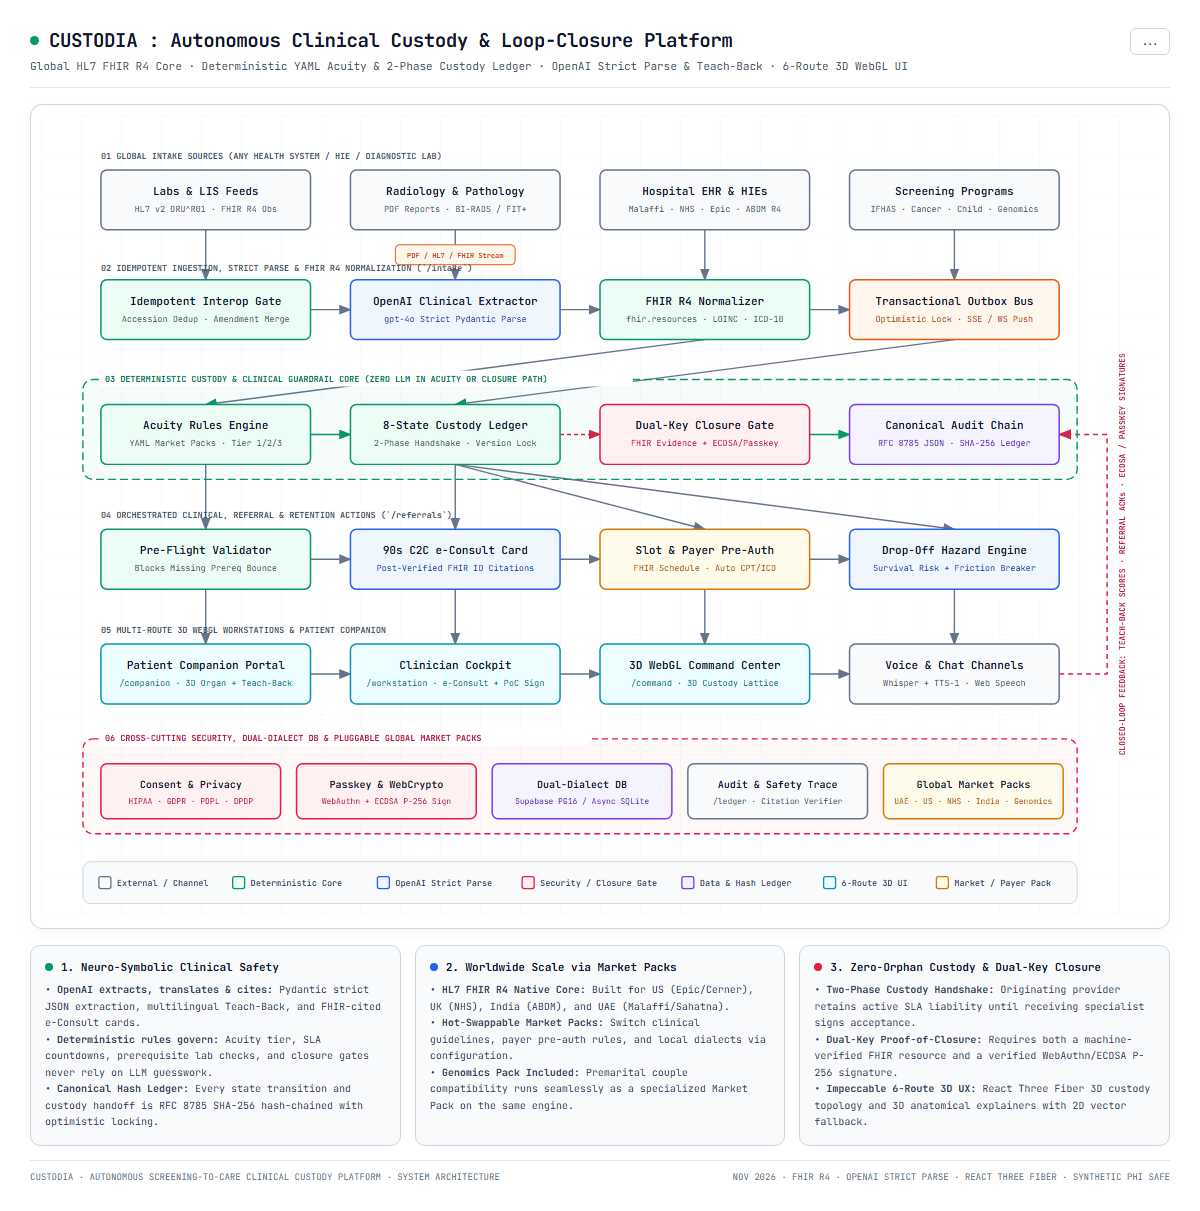 CUSTODIA : Autonomous Clinical Custody & Loop-Closure Platform
...
Global HL7 FHIR R4 Core · Deterministic YAML Acuity & 2-Phase Custody Ledger · OpenAI Strict Parse & Teach-Back · 6-Route 3D WebGL UI
01 GLOBAL INTAKE SOURCES (ANY HEALTH SYSTEM / HIE / DIAGNOSTIC LAB)
Labs & LIS Feeds
HL7 v2 ORU^R01 · FHIR R4 Obs
Radiology & Pathology
PDF Reports · BI-RADS / FIT+
Hospital EHR & HIEs
Malaffi · NHS · Epic · ABDM R4
Screening Programs
IFHAS · Cancer · Child · Genomics
PDF / HL7 / FHIR Stream
02 IDEMPOTENT INGESTION, STRICT PARSE & FHIR R4 NORMALIZATION (`/intake`)
Idempotent Interop Gate
Accession Dedup · Amendment Merge
OpenAI Clinical Extractor
gpt-4o Strict Pydantic Parse
FHIR R4 Normalizer
fhir.resources · LOINC · ICD-10
Transactional Outbox Bus
Optimistic Lock · SSE / WS Push
03 DETERMINISTIC CUSTODY & CLINICAL GUARDRAIL CORE (ZERO LLM IN ACUITY OR CLOSURE PATH)
Acuity Rules Engine
YAML Market Packs · Tier 1/2/3
8-State Custody Ledger
2-Phase Handshake · Version Lock
Dual-Key Closure Gate
FHIR Evidence + ECDSA/Passkey
Canonical Audit Chain
RFC 8785 JSON · SHA-256 Ledger
CLOSED-LOOP FEEDBACK: TEACH-BACK SCORES · REFERRAL ACKs · ECDSA / PASSKEY SIGNATURES
04 ORCHESTRATED CLINICAL, REFERRAL & RETENTION ACTIONS (`/referrals`)
Pre-Flight Validator
Blocks Missing Prereq Bounce
90s C2C e-Consult Card
Post-Verified FHIR ID Citations
Slot & Payer Pre-Auth
FHIR Schedule · Auto CPT/ICD
Drop-Off Hazard Engine
Survival Risk + Friction Breaker
05 MULTI-ROUTE 3D WEBGL WORKSTATIONS & PATIENT COMPANION
Patient Companion Portal
/companion · 3D Organ + Teach-Back
Clinician Cockpit
/workstation · e-Consult + PoC Sign
3D WebGL Command Center
/command · 3D Custody Lattice
Voice & Chat Channels
Whisper + TTS-1 · Web Speech
06 CROSS-CUTTING SECURITY, DUAL-DIALECT DB & PLUGGABLE GLOBAL MARKET PACKS
Consent & Privacy
HIPAA · GDPR · PDPL · DPDP
Passkey & WebCrypto
WebAuthn + ECDSA P-256 Sign
Dual-Dialect DB
Supabase PG16 / Async SQLite
Audit & Safety Trace
/ledger · Citation Verifier
Global Market Packs
UAE · US · NHS · India · Genomics
External / Channel
Deterministic Core
OpenAI Strict Parse
Security / Closure Gate
Data & Hash Ledger
6-Route 3D UI
Market / Payer Pack
1. Neuro-Symbolic Clinical Safety
• OpenAI extracts, translates & cites: Pydantic strict
JSON extraction, multilingual Teach-Back, and FHIR-cited
e-Consult cards.
• Deterministic rules govern: Acuity tier, SLA
countdowns, prerequisite lab checks, and closure gates
never rely on LLM guesswork.
• Canonical Hash Ledger: Every state transition and
custody handoff is RFC 8785 SHA-256 hash-chained with
optimistic locking.
2. Worldwide Scale via Market Packs
• HL7 FHIR R4 Native Core: Built for US (Epic/Cerner),
UK (NHS), India (ABDM), and UAE (Malaffi/Sahatna).
• Hot-Swappable Market Packs: Switch clinical
guidelines, payer pre-auth rules, and local dialects via
configuration.
• Genomics Pack Included: Premarital couple
compatibility runs seamlessly as a specialized Market
Pack on the same engine.
3. Zero-Orphan Custody & Dual-Key Closure
• Two-Phase Custody Handshake: Originating provider
retains active SLA liability until receiving specialist
signs acceptance.
• Dual-Key Proof-of-Closure: Requires both a machine-
verified FHIR resource and a verified WebAuthn/ECDSA P-
256 signature.
• Impeccable 6-Route 3D UX: React Three Fiber 3D custody
topology and 3D anatomical explainers with 2D vector
fallback.
CUSTODIA · AUTONOMOUS SCREENING-TO-CARE CLINICAL CUSTODY PLATFORM · SYSTEM ARCHITECTURE
NOV 2026 · FHIR R4 · OPENAI STRICT PARSE · REACT THREE FIBER · SYNTHETIC PHI SAFE